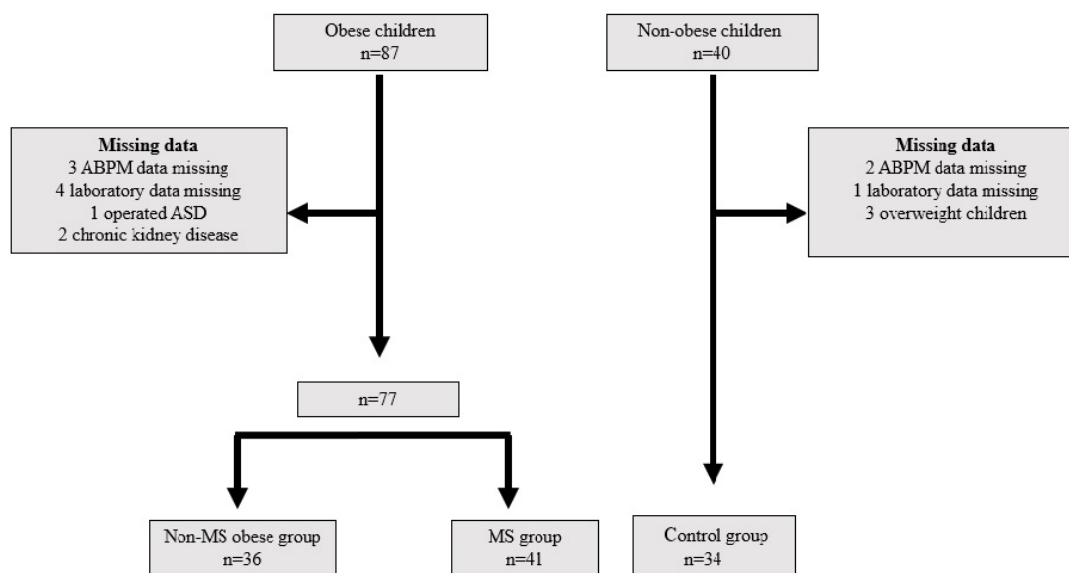 Obese children
n=87
Non-obese children
n=40
Missing data
3 ABPM data missing
4 laboratory data missing
1 operated ASD
2 chronic kidney disease
Missing data
2 ABPM data missing
1 laboratory data missing
3 overweight children
n=77
Non-MS obese group
n=36
MS group
n=41
Control group
n=34